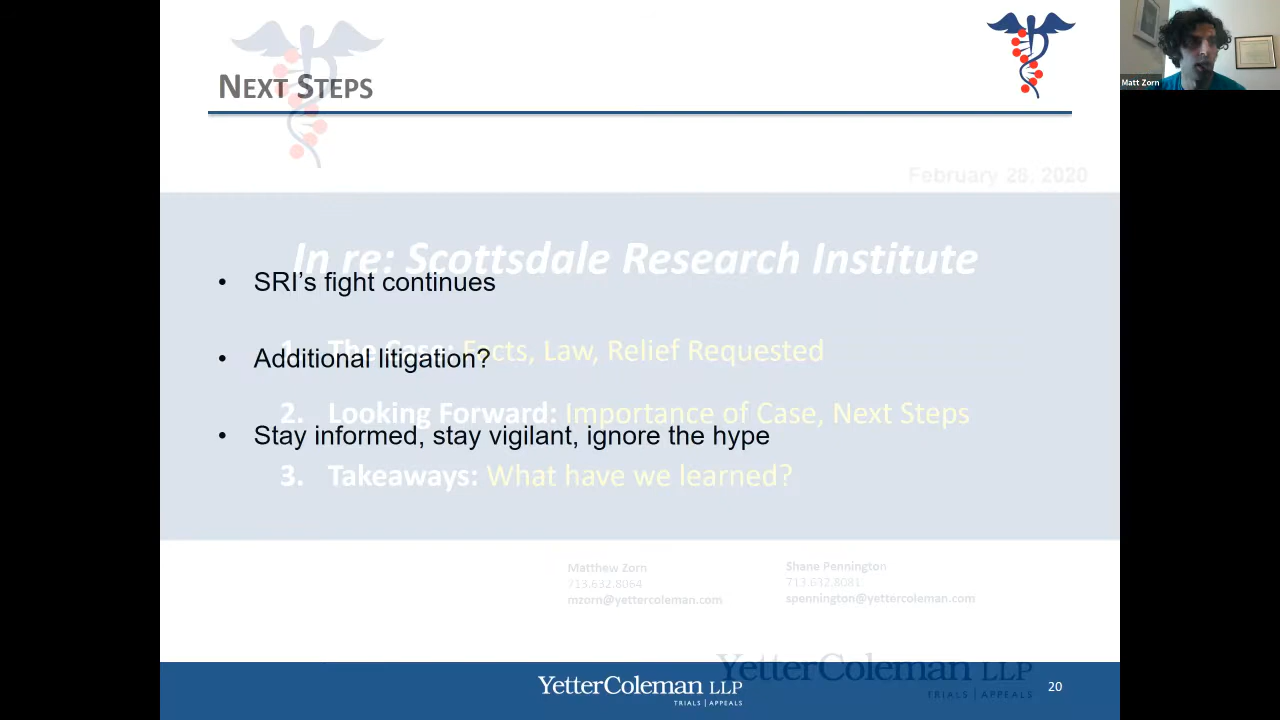 NEXT STEPS
Matt Zorn
February 28, 2020
In re: Scottsdale Research Institute
• SRI’s fight continues
1. The Case: Facts, Law, Relief Requested
• Additional litigation?
2. Looking Forward: Importance of Case, Next Steps
• Stay informed, stay vigilant, ignore the hype
3. Takeaways: What have we learned?
Matthew Zorn
713.632.8064
mzorn@yettercoleman.com
Shane Pennington
713.632.8081
spennington@yettercoleman.com
YetterColeman LLP
TRIALS | APPEALS
YetterColeman LLP
TRIALS | APPEALS
20